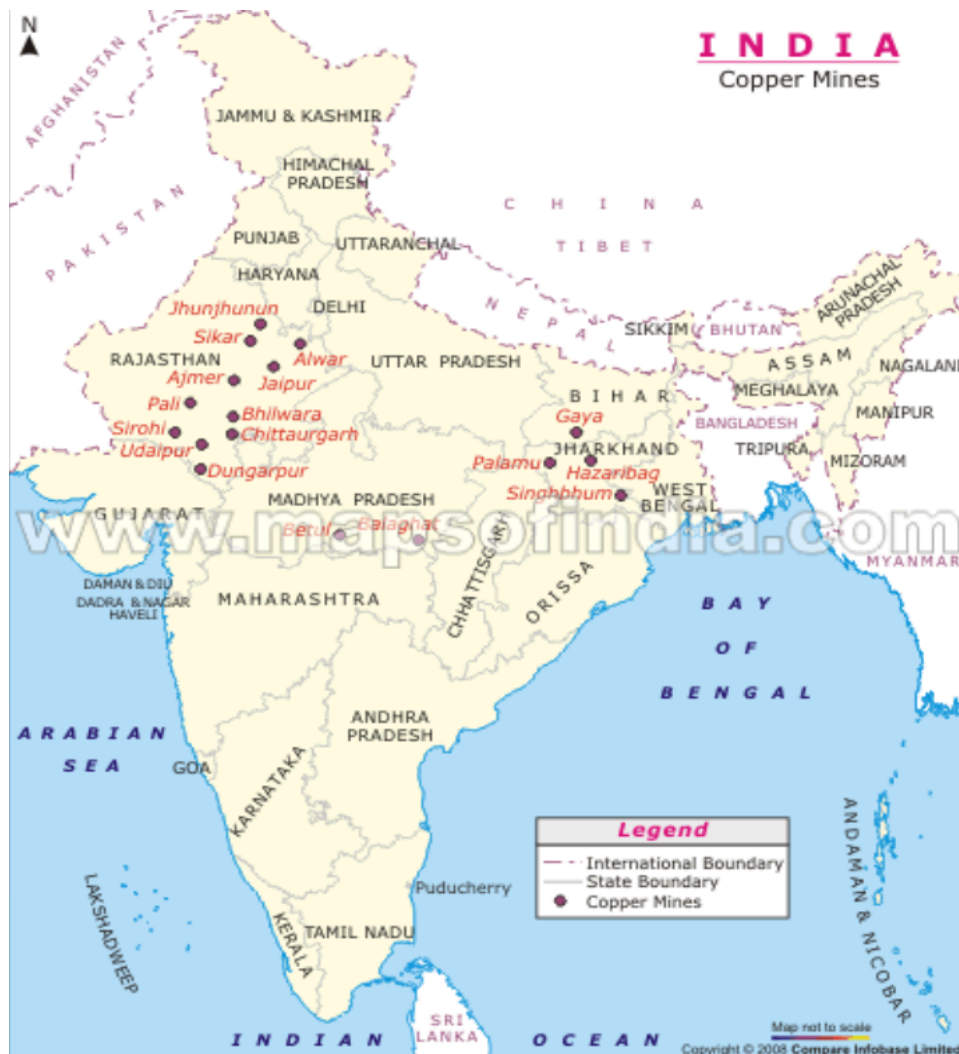 N
INDIA
Copper Mines
AFGHANISTAN
JAMMU & KASHMIR
HIMACHAL
PRADESH
PAKISTAN
CHINA
TIBET
PUNJAB
UTTARANCHAL
HARYANA
DELHI
NEPAL
ARUNACHAL
PRADESH
Jhunjhunun
Sikar
Alwar
SIKKIM
BHUTAN
RAJASTHAN
UTTAR PRADESH
ASSAM
NAGALAND
Ajmer
Jaipur
BIHAR
MEGHALAYA
Pali
Bhilwara
Gaya
BANGLADESH
MANIPUR
Sirohi
Chittaurgarh
Udaipur
JHARKHAND
TRIPURA
MIZORAM
Dungarpur
Palamu
Hazaribag
MADHYA PRADESH
Singhbhum
WEST
BENGAL
GUJARAT
Betul
Balaghat
www.mapsofindia.com
MYANMAR
CHHATTISGARH
ORISSA
DAMAN & DIU
DADRA & NAGAR
HAVELI
MAHARASHTRA
BAY
OF
BENGAL
ARABIAN
SEA
ANDHRA
PRADESH
GOA
KARNATAKA
Legend
International Boundary
State Boundary
Copper Mines
ANDAMAN & NICOBAR
LAKSHADWEEP
Puducherry
KERALA
TAMIL NADU
SRI
LANKA
INDIAN OCEAN
Map not to scale
Copyright © 2008 Compare Infobase Limited